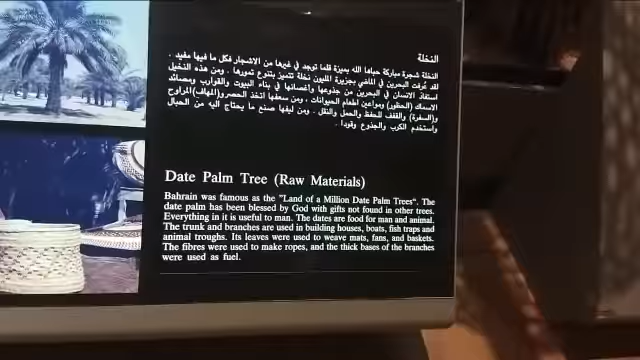 النخلة
النخلة شجرة مباركة حباها الله بميزة قلما توجد في غيرها من الاشجار فكل ما فيها مفيد .
لقد عرفت البحرين في الماضي بجزيرة المليون نخلة تتميز بتنوع تمورها . ومن هذه النخيل
استفاد الانسان في البحرين من جذوعها وأغصانها في بناء البيوت والقوارب ومصائد
الاسماك (الحظور) ومواعين اطعام الحيوانات ، ومن سعفها اتخذ الحصر و(المهاف) المراوح
و(السفرة) والقفف للحفظ والحمل والنقل . ومن ليفها صنع ما يحتاج اليه من الحبال
وأستخدم الكرب والجذوع وقودا .
Date Palm Tree (Raw Materials)
Bahrain was famous as the "Land of a Million Date Palm Trees". The
date palm has been blessed by God with gifts not found in other trees.
Everything in it is useful to man. The dates are food for man and animal.
The trunk and branches are used in building houses, boats, fish traps and
animal troughs. Its leaves were used to weave mats, fans, and baskets.
The fibres were used to make ropes, and the thick bases of the branches
were used as fuel.